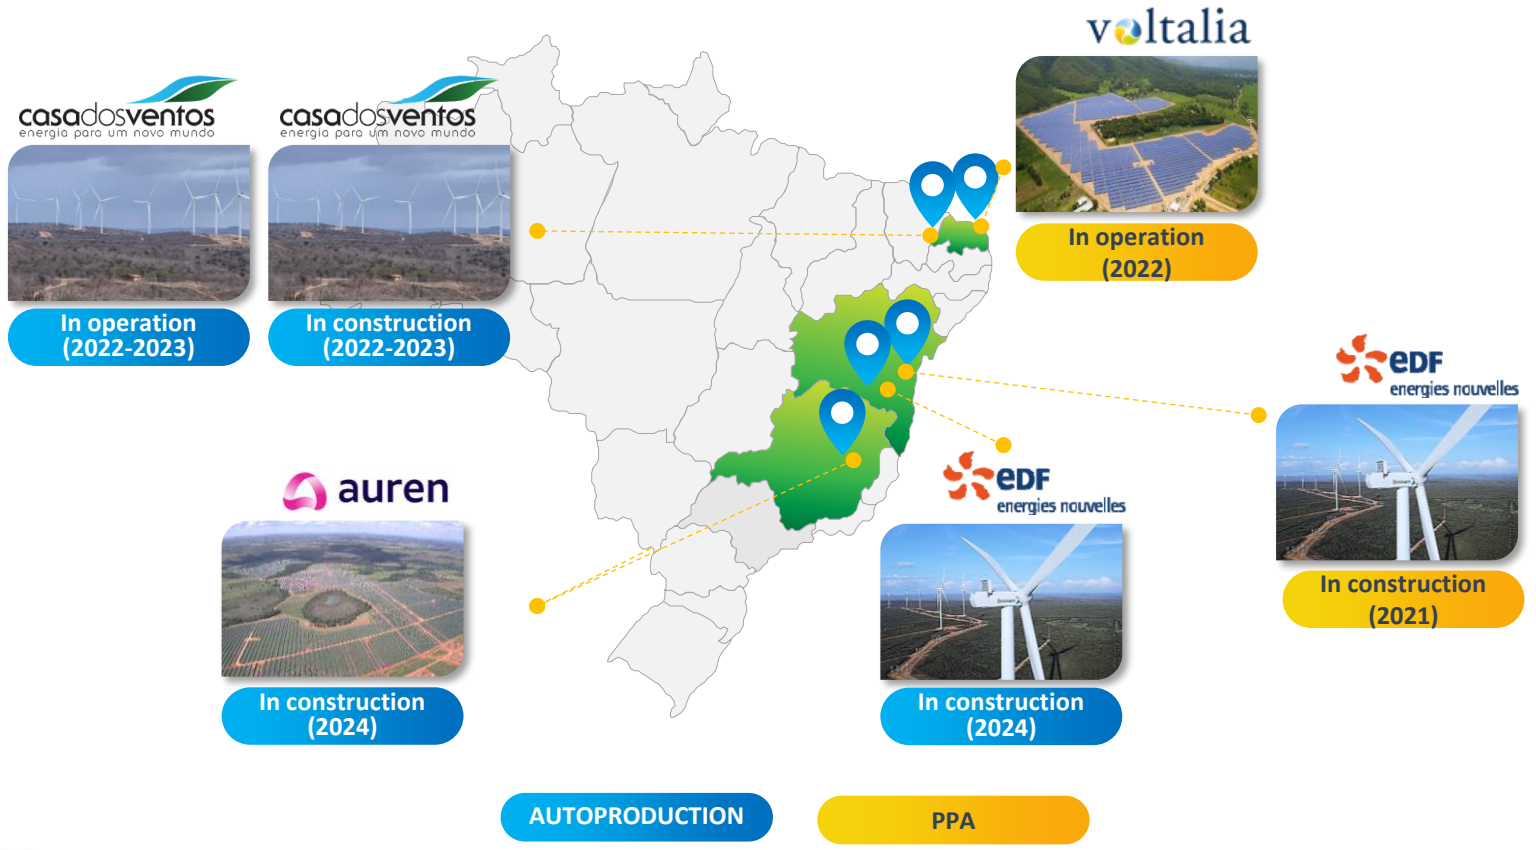 voltalia
casadosventos
energia para um novo mundo
casadosventos
energia para um novo mundo
In operation
(2022)
In operation
(2022-2023)
In construction
(2022-2023)
eDF
energies nouvelles
auren
eDF
energies nouvelles
In construction
(2021)
In construction
(2024)
In construction
(2024)
AUTOPRODUCTION
PPA